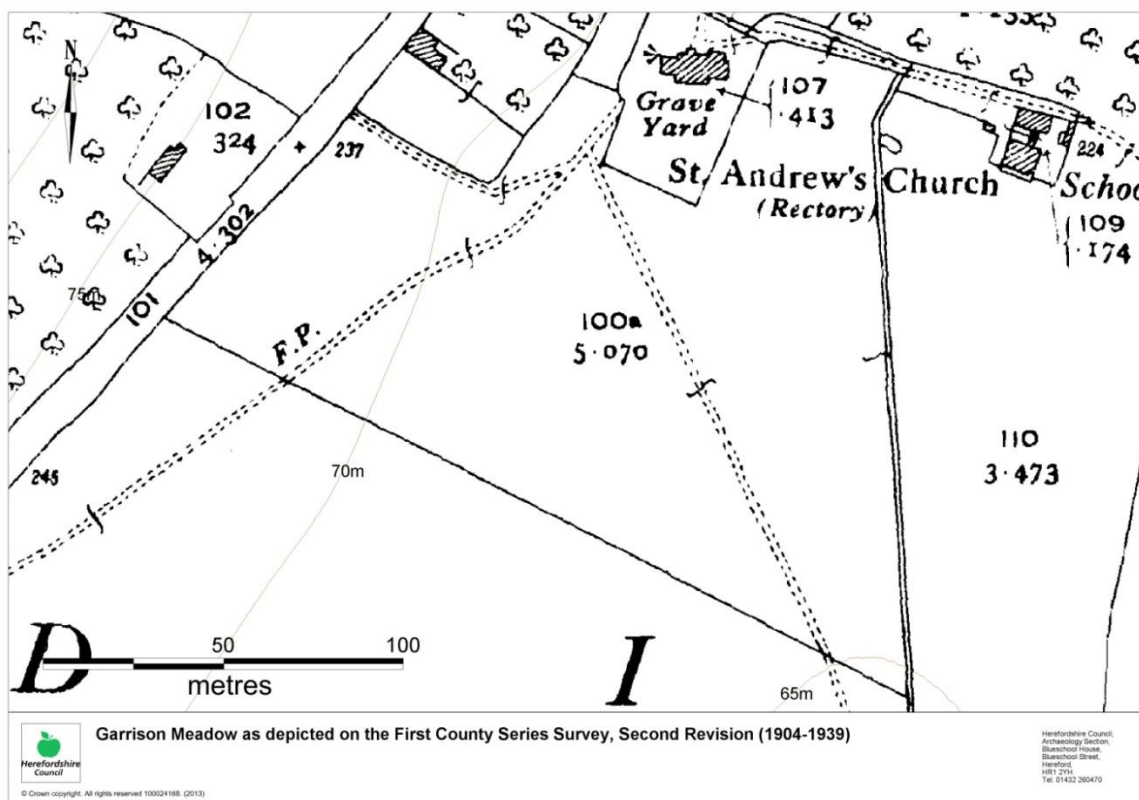 N
102
324
237
4·302
101
75m
245
F.P.
70m
Grave
Yard
107
·413
St. Andrew's Church
(Rectory)
224
Schoo
109
·174
100a
5·070
110
3·473
D
I
65m
50
100
metres
Herefordshire
Council
Garrison Meadow as depicted on the First County Series Survey, Second Revision (1904-1939)
© Crown copyright. All rights reserved 100024168. (2013)
Herefordshire Council,
Archaeology Section,
Blueschool House,
Blueschool Street,
Hereford,
HR1 2YH.
Tel: 01432 260470